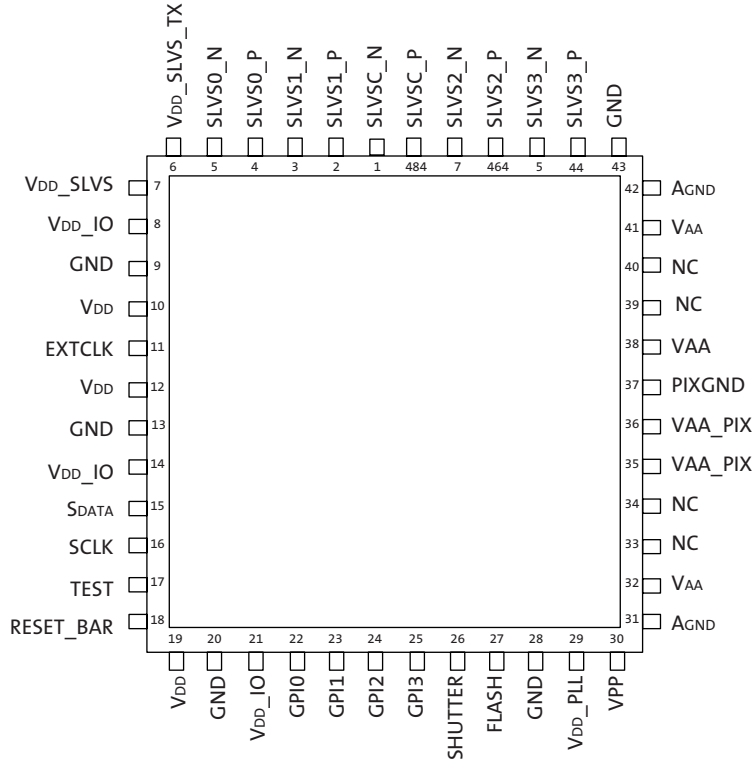 VDD_SLVS_TX
SLVS0_N
SLVS0_P
SLVS1_N
SLVS1_P
SLVSC_N
SLVSC_P
SLVS2_N
SLVS2_P
SLVS3_N
SLVS3_P
GND
6 5 4 3 2 1 484 7 464 5 44 43
VDD_SLVS 7
VDD_IO 8
GND 9
VDD 10
EXTCLK 11
VDD 12
GND 13
VDD_IO 14
SDATA 15
SCLK 16
TEST 17
RESET_BAR 18
42 AGND
41 VAA
40 NC
39 NC
38 VAA
37 PIXGND
36 VAA_PIX
35 VAA_PIX
34 NC
33 NC
32 VAA
31 AGND
19 20 21 22 23 24 25 26 27 28 29 30
VDD
GND
VDD_IO
GPI0
GPI1
GPI2
GPI3
SHUTTER
FLASH
GND
VDD_PLL
VPP